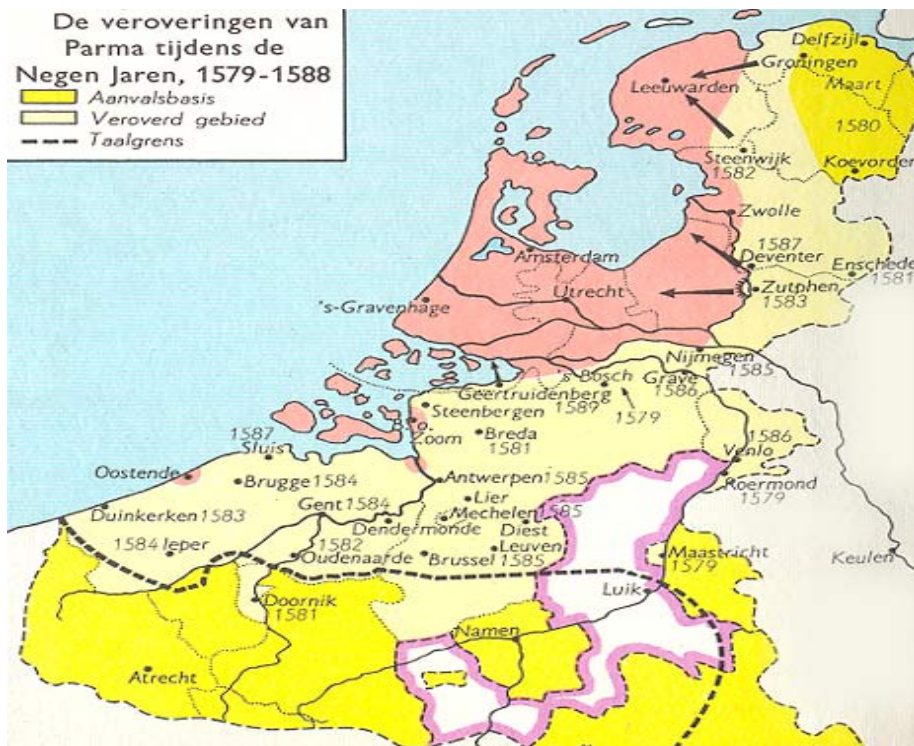 De veroveringen van
Parma tijdens de
Negen Jaren, 1579-1588
Aanvalsbasis
Veroverd gebied
Taalgrens
Delfzijl
Groningen
Leeuwarden
Maart
1580
Steenwijk
1582
Koevorden
Zwolle
1587
Deventer
Enschede
1581
Amsterdam
Utrecht
Zutphen
1583
's-Gravenhage
Nijmegen
1585
's Bosch
Grave
1586
Geertruidenberg
1589
1579
Steenbergen
B.o.
Zoom
Breda
1581
1586
Venlo
1587
Sluis
Oostende
Brugge 1584
Antwerpen 1585
Roermond
1579
Gent 1584
Lier
Duinkerken 1583
Mechelen 1585
Dendermonde
Diest
1584 Ieper
1582
Oudenaarde
Brussel
Leuven
1585
Maastricht
1579
Keulen
Luik
Doornik
1581
Namen
Atrecht